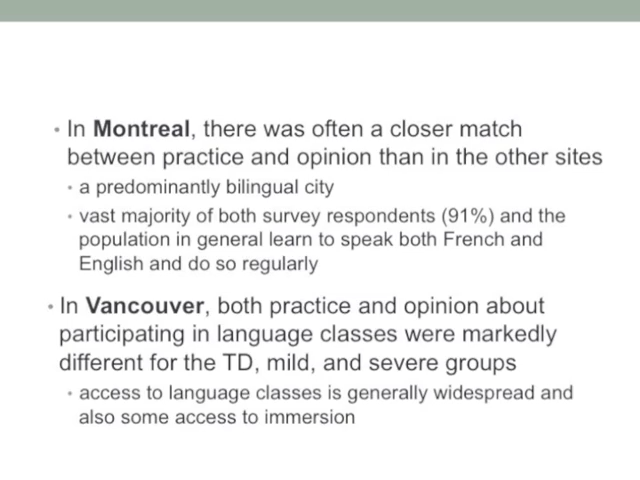 • In Montreal, there was often a closer match
between practice and opinion than in the other sites
• a predominantly bilingual city
• vast majority of both survey respondents (91%) and the
population in general learn to speak both French and
English and do so regularly
• In Vancouver, both practice and opinion about
participating in language classes were markedly
different for the TD, mild, and severe groups
• access to language classes is generally widespread and
also some access to immersion